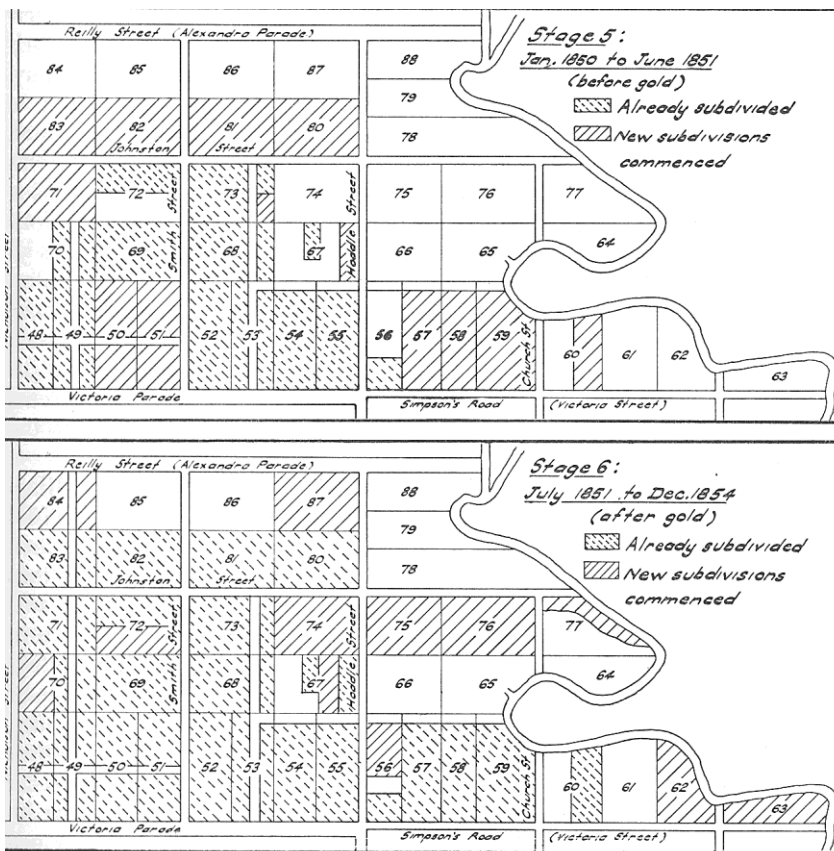 Reilly Street (Alexandra Parade)
Stage 5:
Jan. 1850 to June 1851
(before gold)
Already subdivided
New subdivisions
commenced
84 85 86 87 88
79
83 82 81 80
Johnston Street
78
71 72 73 74 75 76 77
Smith Street
Hoddle Street
70 69 68 67 66 65 64
Nicholson Street
48 49 50 51 52 53 54 55 56 57 58 59 60 61 62 63
Church St
Victoria Parade Simpson's Road (Victoria Street)
Reilly Street (Alexandra Parade)
Stage 6:
July 1851 to Dec. 1854
(after gold)
Already subdivided
New subdivisions
commenced
84 85 86 87 88
79
83 82 81 80
Johnston Street
78
71 72 73 74 75 76 77
Smith Street
Hoddle Street
70 69 68 67 66 65 64
48 49 50 51 52 53 54 55 56 57 58 59 60 61 62 63
Church St
Victoria Parade Simpson's Road (Victoria Street)